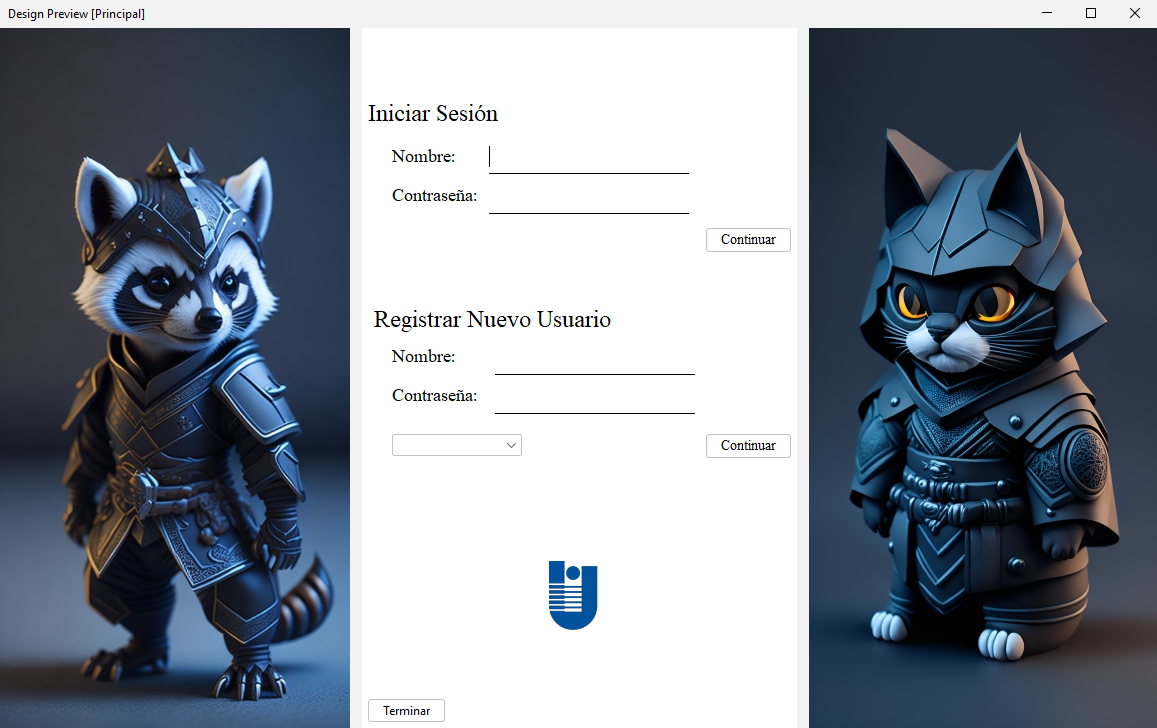 Design Preview [Principal]
Iniciar Sesión
Nombre:
Contraseña:
Continuar
Registrar Nuevo Usuario
Nombre:
Contraseña:
Continuar
Terminar